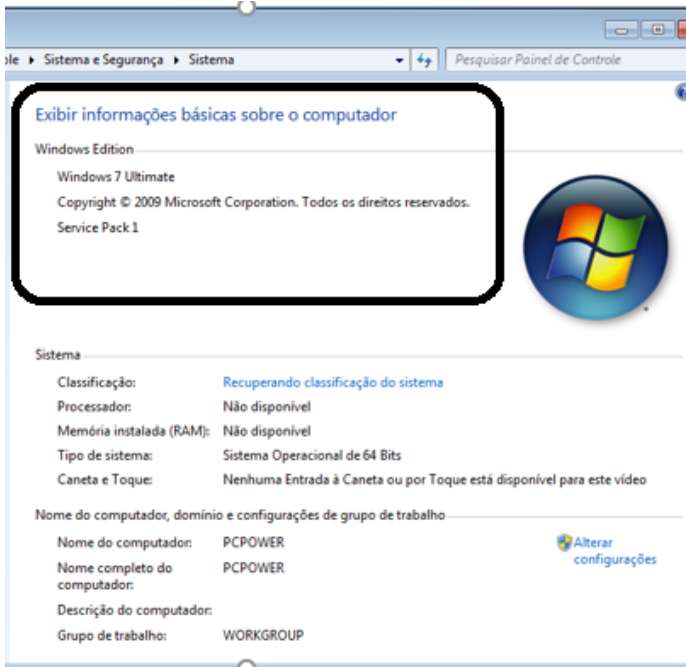 Sistema e Segurança ▸ Sistema
Pesquisar Painel de Controle
Exibir informações básicas sobre o computador
Windows Edition
Windows 7 Ultimate
Copyright © 2009 Microsoft Corporation. Todos os direitos reservados.
Service Pack 1
Sistema
Classificação: Recuperando classificação do sistema
Processador: Não disponível
Memória instalada (RAM): Não disponível
Tipo de sistema: Sistema Operacional de 64 Bits
Caneta e Toque: Nenhuma Entrada à Caneta ou por Toque está disponível para este vídeo
Nome do computador, domínio e configurações de grupo de trabalho
Nome do computador: PCPOWER
Alterar
configurações
Nome completo do
computador: PCPOWER
Descrição do computador:
Grupo de trabalho: WORKGROUP